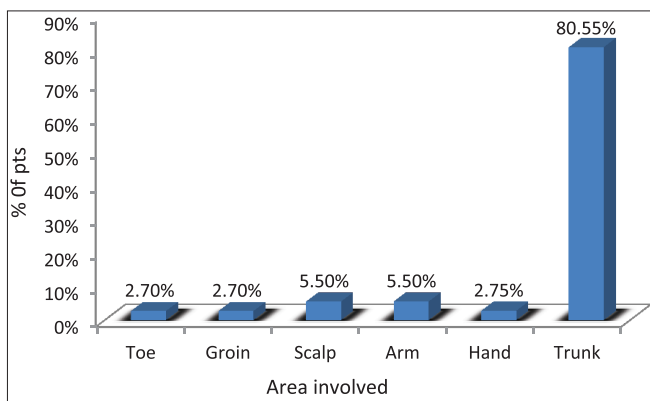 90%
80%
70%
60%
50%
40%
30%
20%
10%
0%
% 0f pts
2.70%
2.70%
5.50%
5.50%
2.75%
80.55%
Toe
Groin
Scalp
Arm
Hand
Trunk
Area involved